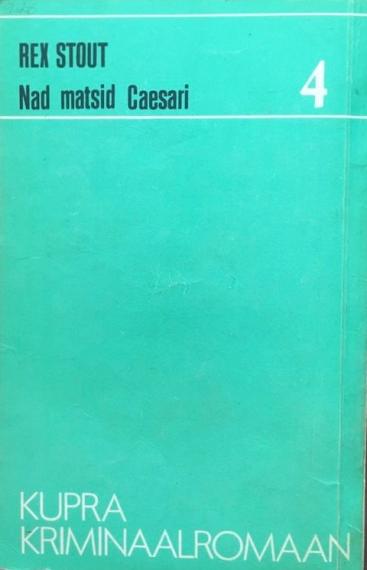 REX STOUT
Nad matsid Caesari
4
KUPRA
KRIMINAALROMAAN